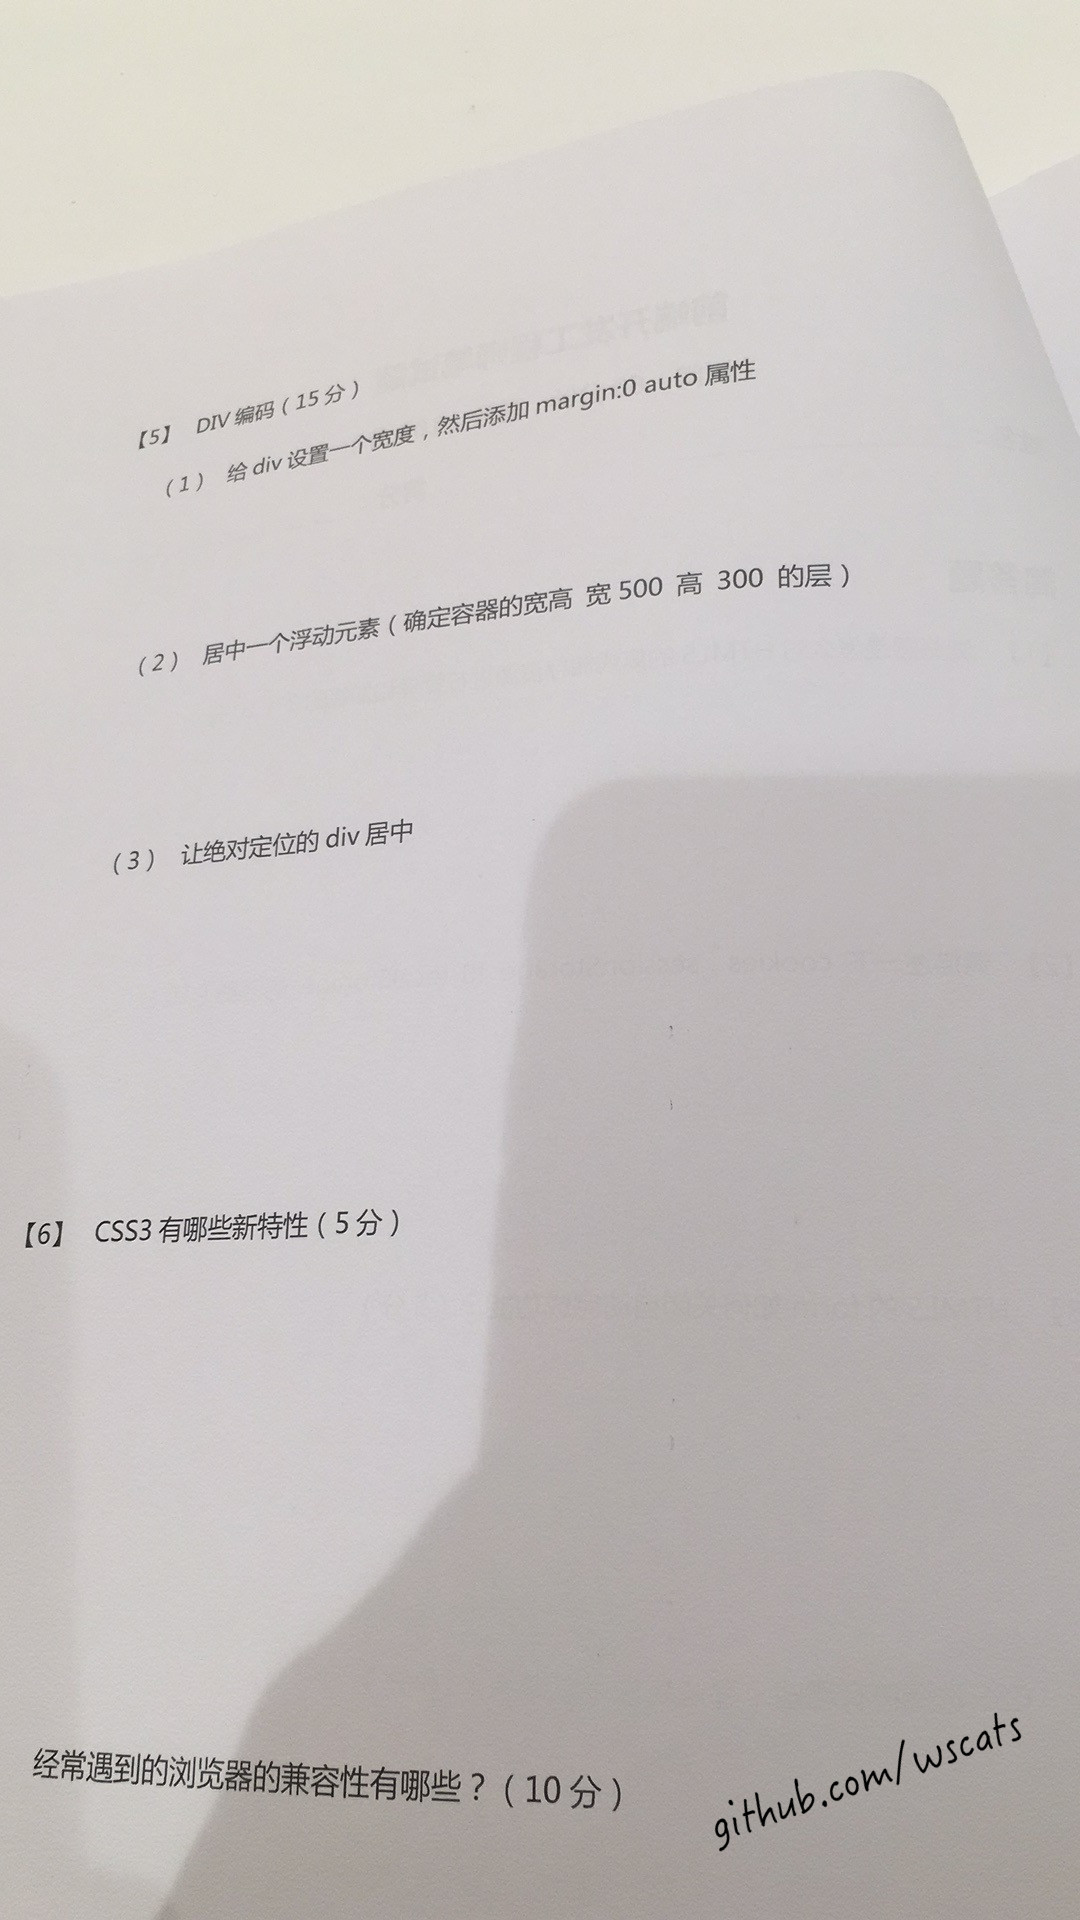 【5】 DIV 编码（15 分）
（1） 给 div 设置一个宽度，然后添加 margin:0 auto 属性
（2） 居中一个浮动元素（确定容器的宽高 宽 500 高 300 的层）
（3） 让绝对定位的 div 居中
【6】 CSS3 有哪些新特性（5 分）
经常遇到的浏览器的兼容性有哪些？（10 分）
github.com/wscats